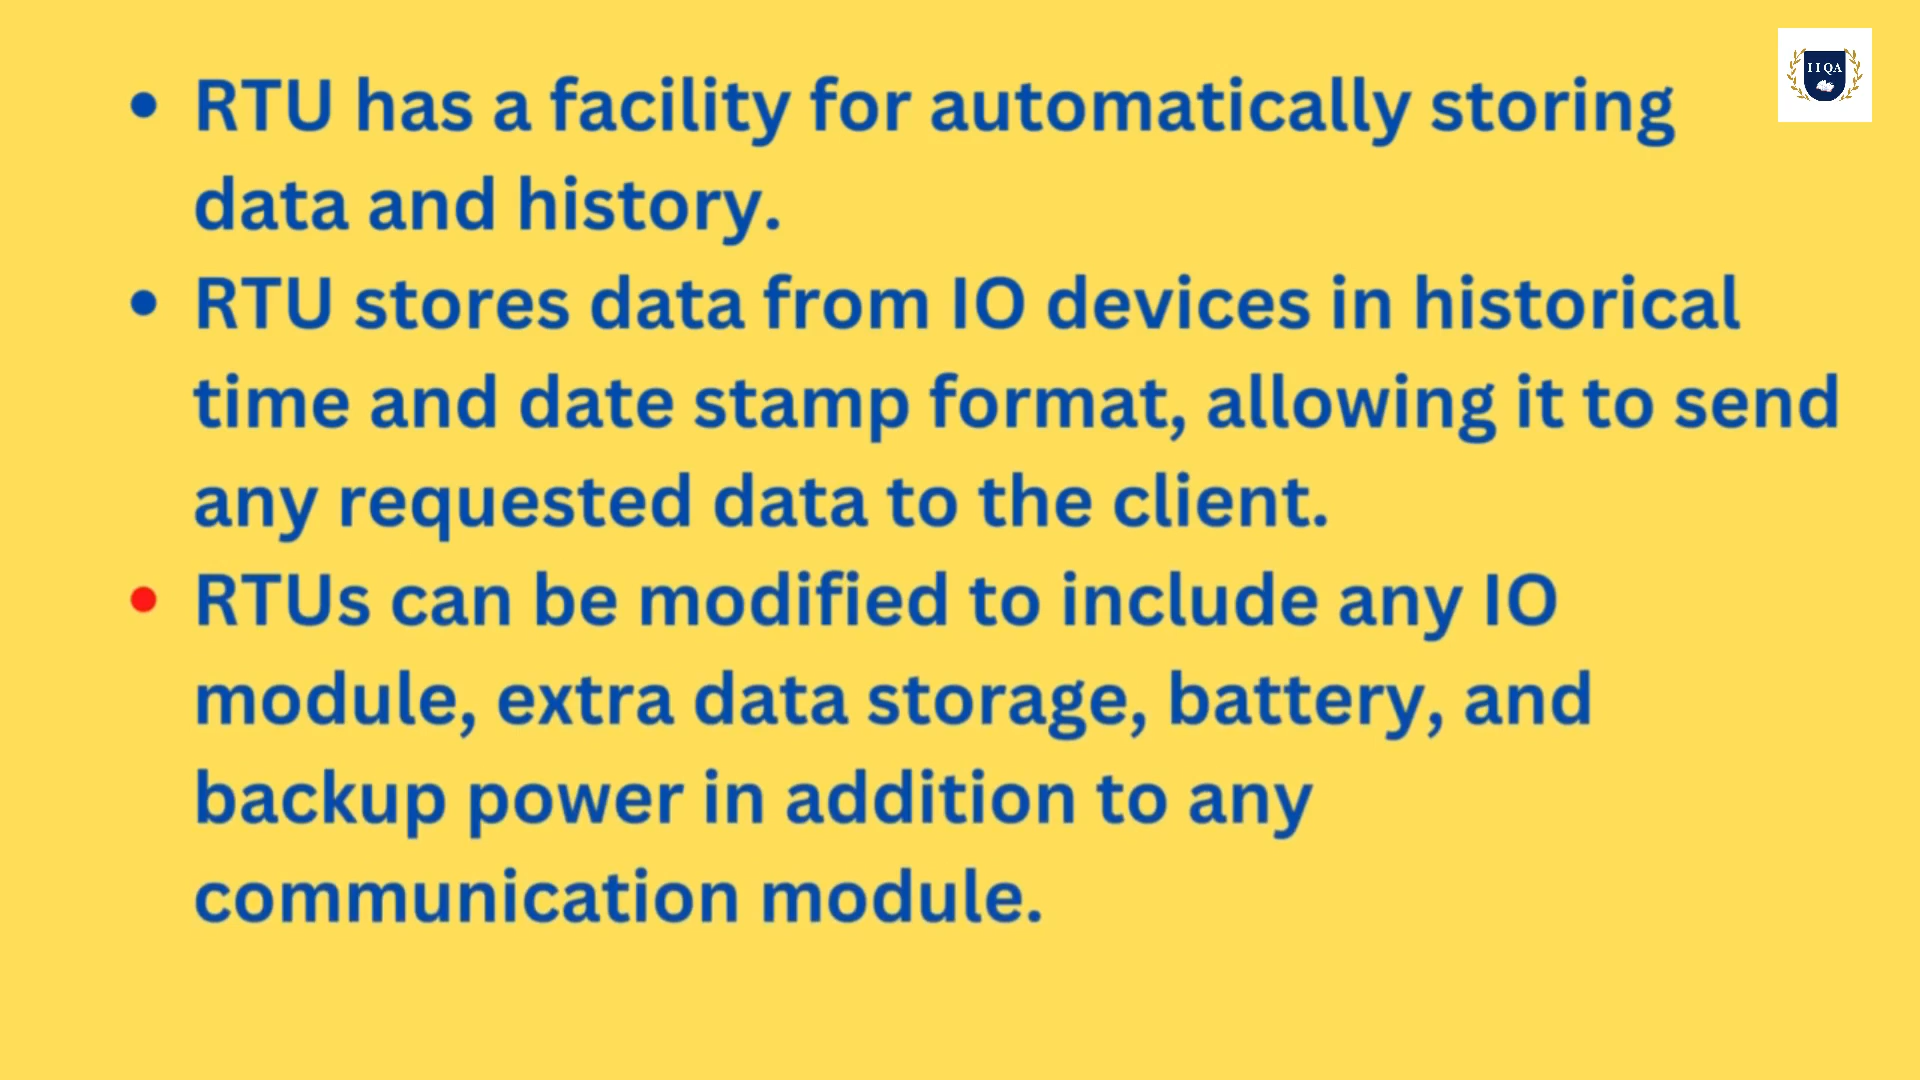 IIQA
• RTU has a facility for automatically storing
data and history.
• RTU stores data from IO devices in historical
time and date stamp format, allowing it to send
any requested data to the client.
• RTUs can be modified to include any IO
module, extra data storage, battery, and
backup power in addition to any
communication module.